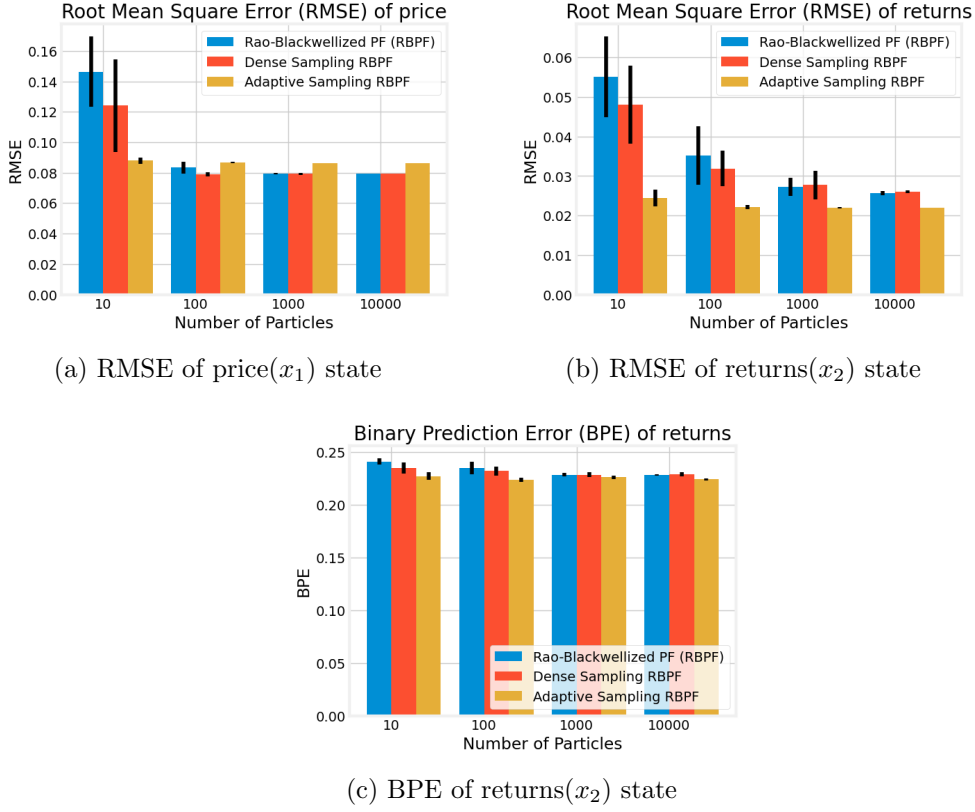 Root Mean Square Error (RMSE) of price
0.16
0.14
0.12
0.10
0.08
0.06
0.04
0.02
0.00
RMSE
Rao-Blackwellized PF (RBPF)
Dense Sampling RBPF
Adaptive Sampling RBPF
10 100 1000 10000
Number of Particles
(a) RMSE of price(x₁) state
Root Mean Square Error (RMSE) of returns
0.06
0.05
0.04
0.03
0.02
0.01
0.00
RMSE
Rao-Blackwellized PF (RBPF)
Dense Sampling RBPF
Adaptive Sampling RBPF
10 100 1000 10000
Number of Particles
(b) RMSE of returns(x₂) state
Binary Prediction Error (BPE) of returns
0.25
0.20
0.15
0.10
0.05
0.00
BPE
Rao-Blackwellized PF (RBPF)
Dense Sampling RBPF
Adaptive Sampling RBPF
10 100 1000 10000
Number of Particles
(c) BPE of returns(x₂) state